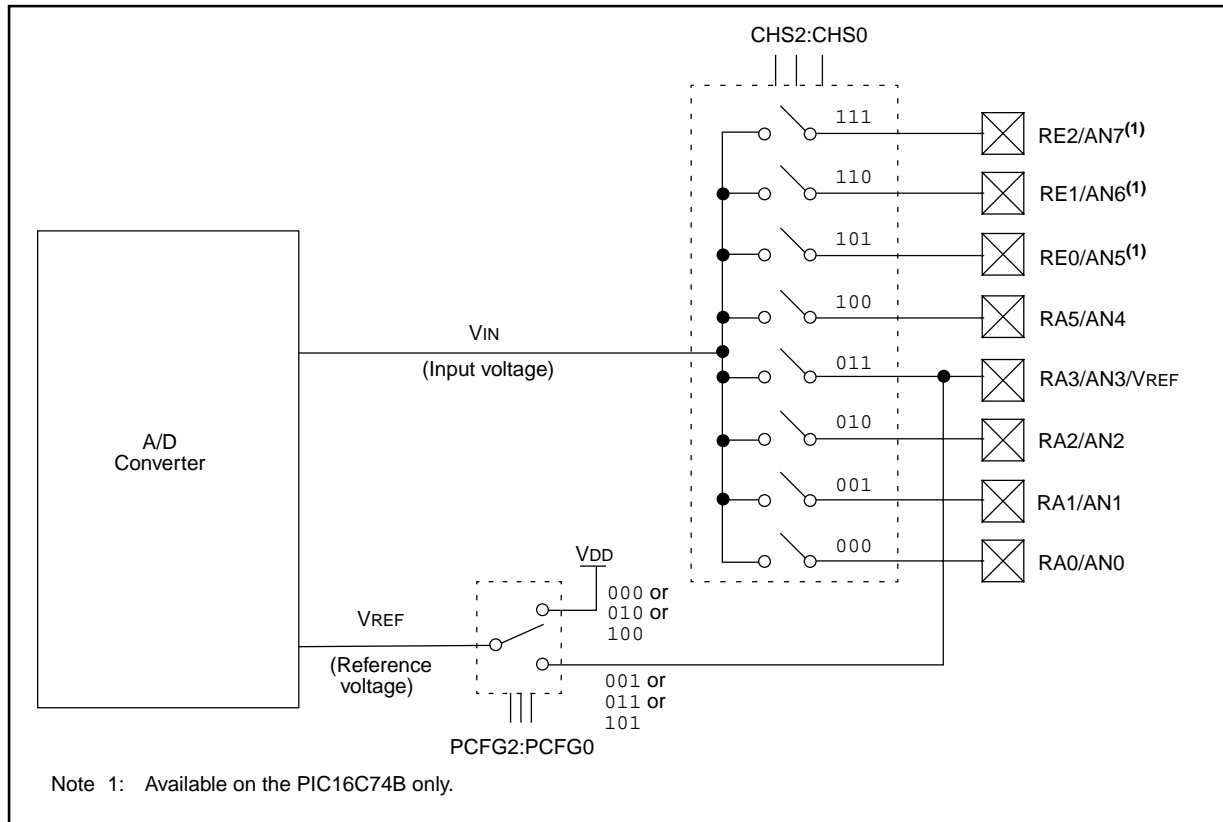 CHS2:CHS0
111
RE2/AN7(1)
110
RE1/AN6(1)
101
RE0/AN5(1)
100
RA5/AN4
VIN
(Input voltage)
011
RA3/AN3/VREF
A/D
Converter
010
RA2/AN2
001
RA1/AN1
000
RA0/AN0
VDD
000 or
010 or
100
VREF
(Reference
voltage)
001 or
011 or
101
PCFG2:PCFG0
Note 1: Available on the PIC16C74B only.